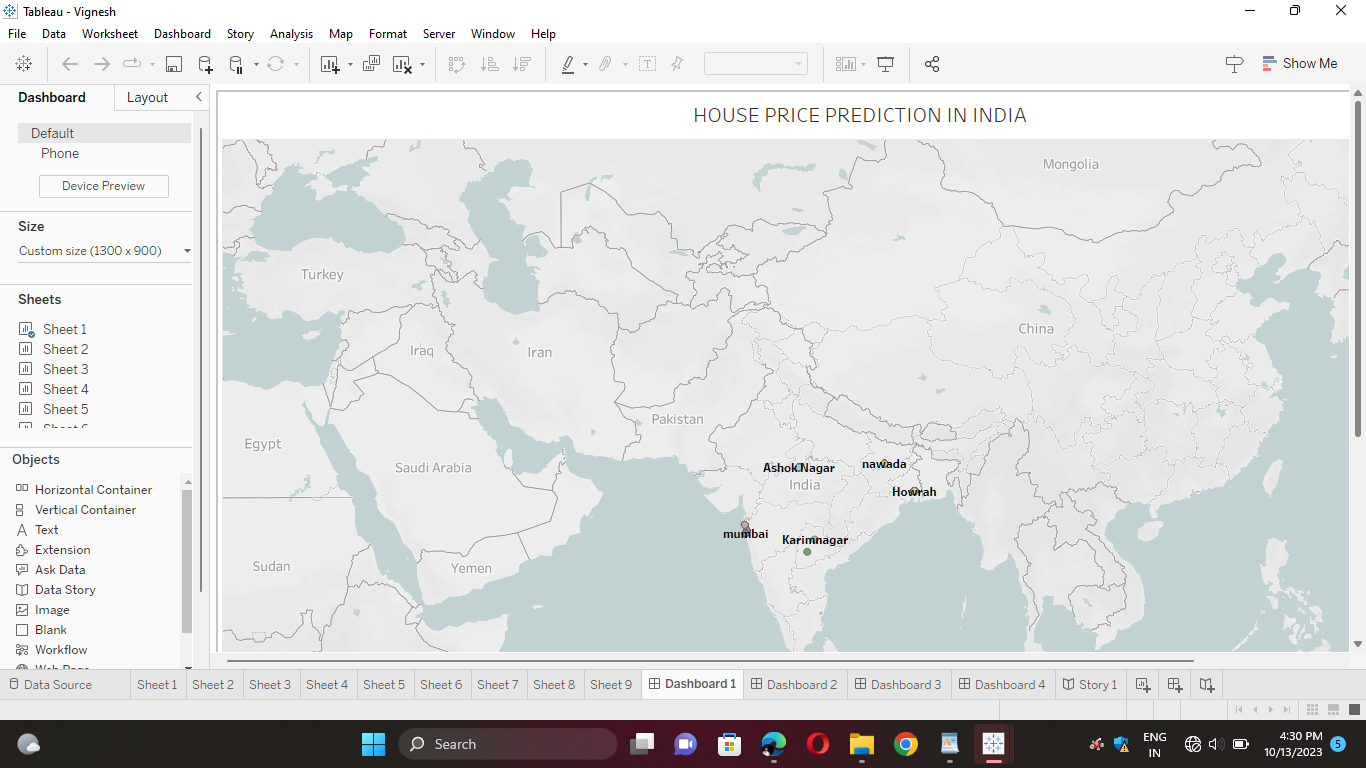 Tableau - Vignesh
File Data Worksheet Dashboard Story Analysis Map Format Server Window Help
Show Me
Dashboard Layout
Default
Phone
Device Preview
Size
Custom size (1300 x 900)
Sheets
Sheet 1
Sheet 2
Sheet 3
Sheet 4
Sheet 5
Objects
Horizontal Container
Vertical Container
Text
Extension
Ask Data
Data Story
Image
Blank
Workflow
HOUSE PRICE PREDICTION IN INDIA
Mongolia
Turkey
China
Iraq
Iran
Pakistan
Egypt
Saudi Arabia
Ashok Nagar
nawada
India
Howrah
mumbai
Karimnagar
Sudan
Yemen
Data Source Sheet 1 Sheet 2 Sheet 3 Sheet 4 Sheet 5 Sheet 6 Sheet 7 Sheet 8 Sheet 9 Dashboard 1 Dashboard 2 Dashboard 3 Dashboard 4 Story 1
Search
ENG
IN
4:30 PM
10/13/2023
5